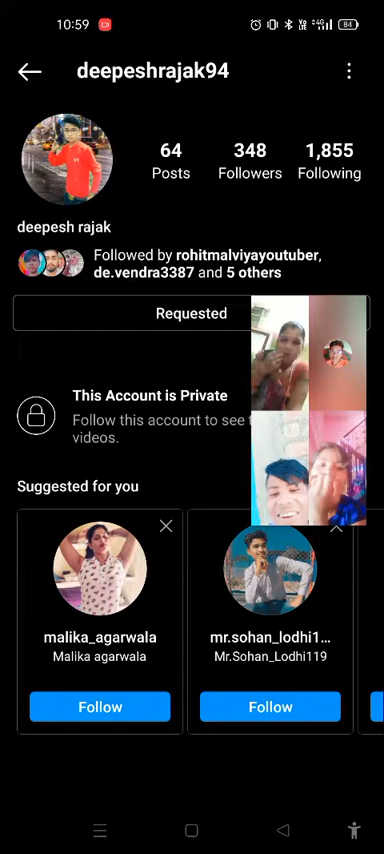 10:59
4G
84
deepeshrajak94
64
348
1,855
Posts
Followers
Following
deepesh rajak
Followed by rohitmalviyayoutuber,
de.vendra3387 and 5 others
Requested
This Account is Private
Follow this account to see
videos.
Suggested for you
malika_agarwala
mr.sohan_lodhi1...
Malika agarwala
Mr.Sohan_Lodhi119
Follow
Follow